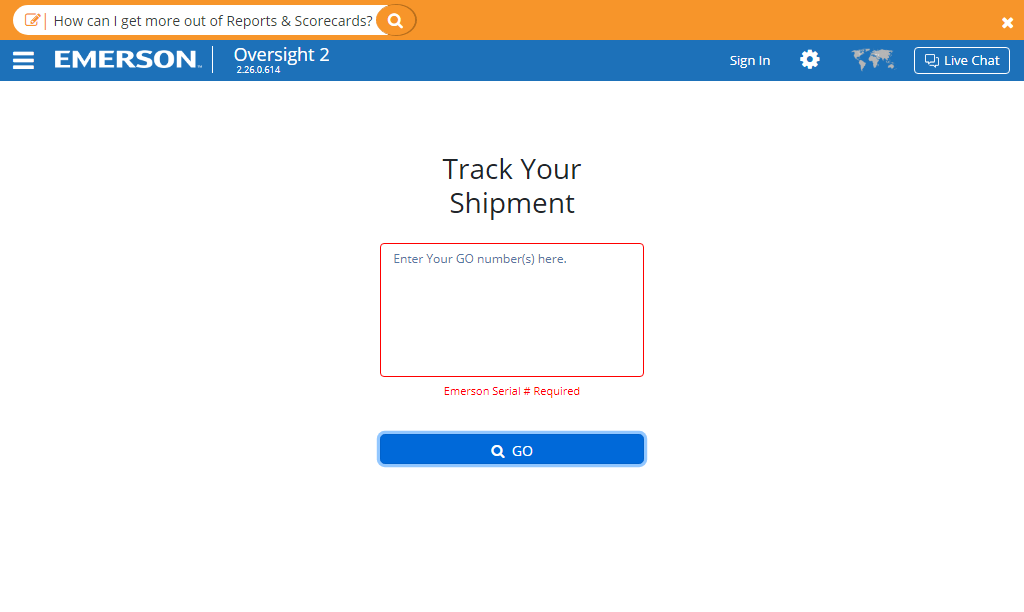 How can I get more out of Reports & Scorecards?
EMERSON™
Oversight 2
2.26.0.614
Sign In
Live Chat
Track Your
Shipment
Enter Your GO number(s) here.
Emerson Serial # Required
GO